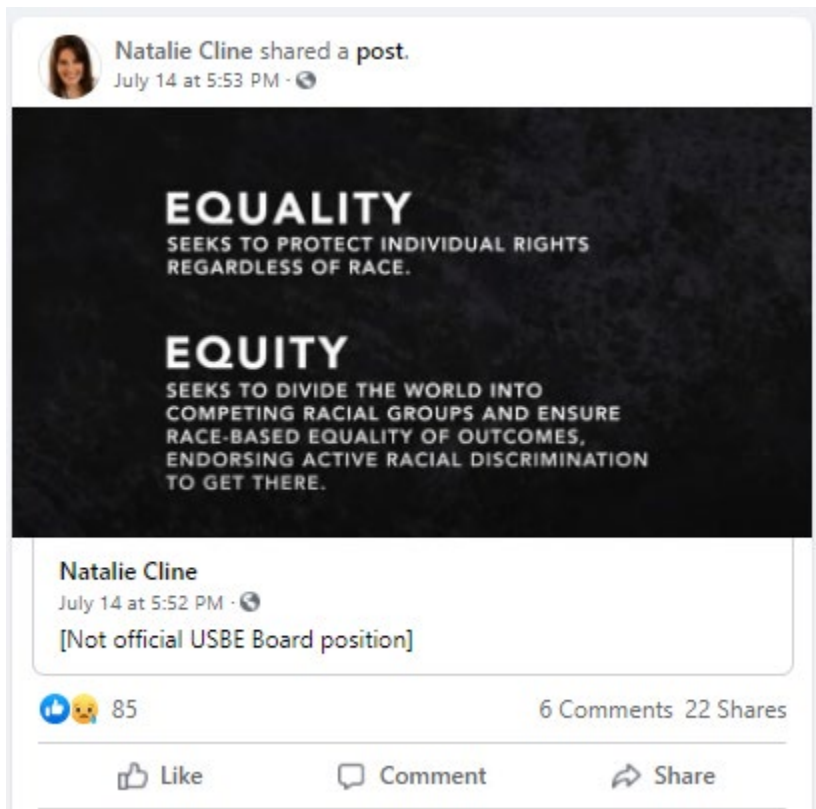 Natalie Cline shared a post.
July 14 at 5:53 PM ·
EQUALITY
SEEKS TO PROTECT INDIVIDUAL RIGHTS
REGARDLESS OF RACE.
EQUITY
SEEKS TO DIVIDE THE WORLD INTO
COMPETING RACIAL GROUPS AND ENSURE
RACE-BASED EQUALITY OF OUTCOMES,
ENDORSING ACTIVE RACIAL DISCRIMINATION
TO GET THERE.
Natalie Cline
July 14 at 5:52 PM ·
[Not official USBE Board position]
85 6 Comments 22 Shares
Like Comment Share